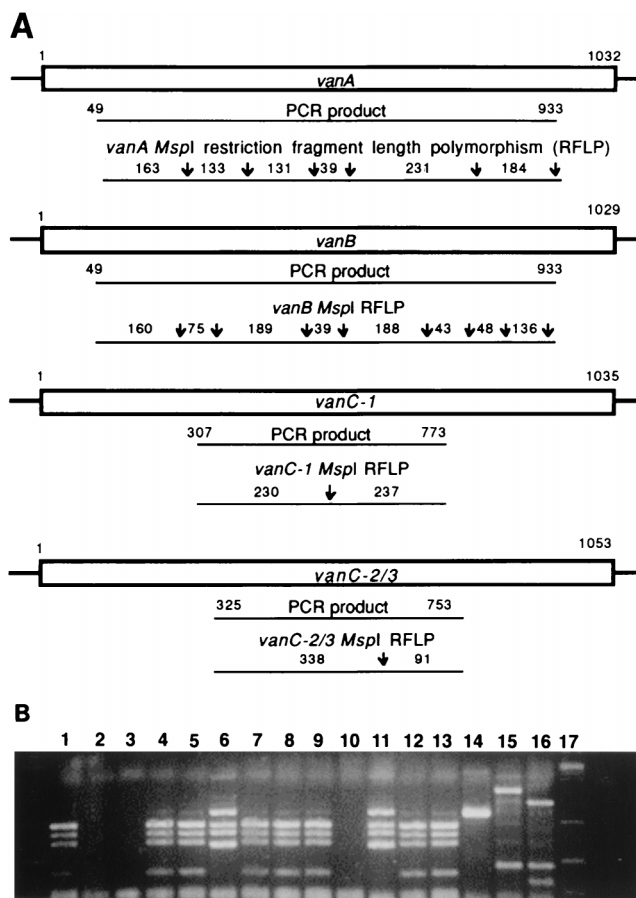 A
1 1032
vanA
49 PCR product 933
vanA MspI restriction fragment length polymorphism (RFLP)
163 133 131 39 231 184
1 1029
vanB
49 PCR product 933
vanB MspI RFLP
160 75 189 39 188 43 48 136
1 1035
vanC-1
307 PCR product 773
vanC-1 MspI RFLP
230 237
1 1053
vanC-2/3
325 PCR product 753
vanC-2/3 MspI RFLP
338 91
B
1 2 3 4 5 6 7 8 9 10 11 12 13 14 15 16 17